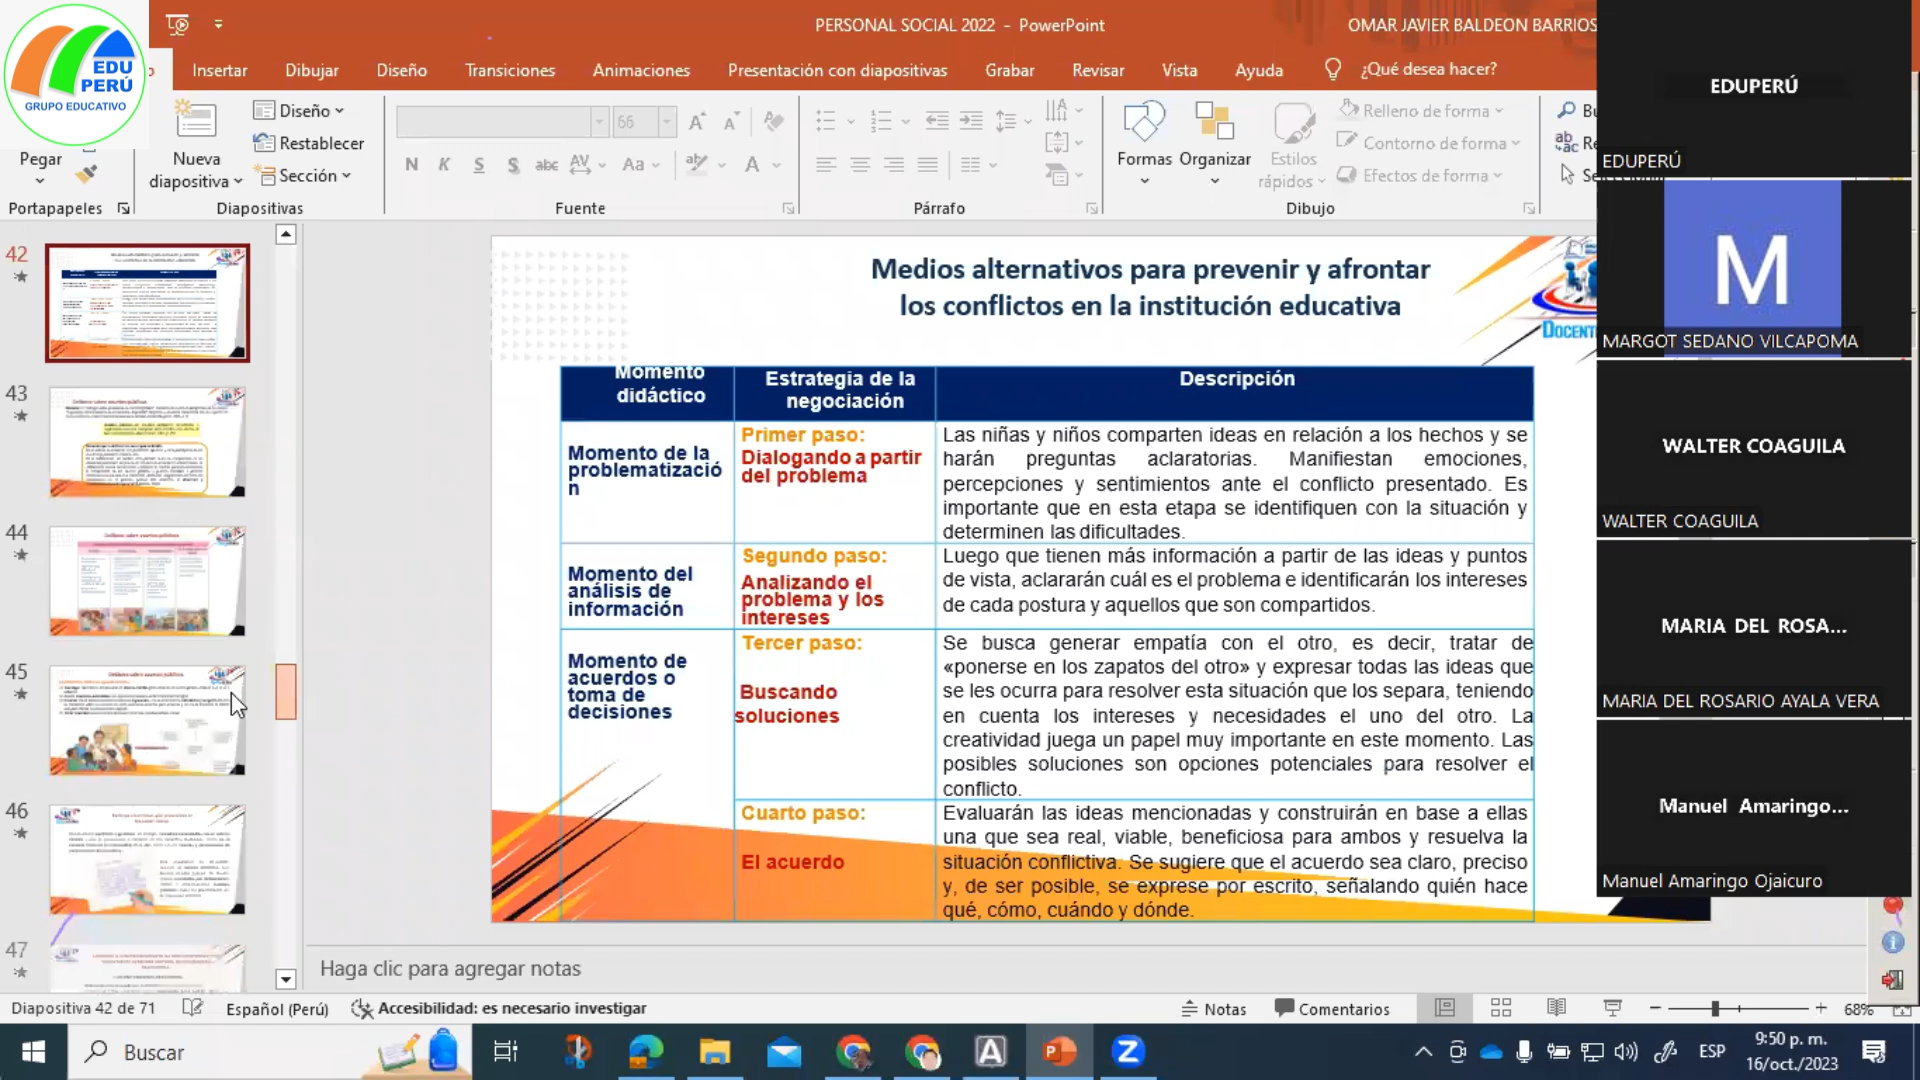 PERSONAL SOCIAL 2022 - PowerPoint
OMAR JAVIER BALDEON BARRIOS
EDU
PERÚ
GRUPO EDUCATIVO
Insertar
Dibujar
Diseño
Transiciones
Animaciones
Presentación con diapositivas
Grabar
Revisar
Vista
Ayuda
¿Qué desea hacer?
Pegar
Portapapeles
Nueva
diapositiva
Diseño
Restablecer
Sección
Diapositivas
66
N K S S abc AV Aa A
Fuente
Párrafo
Formas
Organizar
Estilos
rápidos
Relleno de forma
Contorno de forma
Efectos de forma
Dibujo
42
43
44
45
46
47
Medios alternativos para prevenir y afrontar
los conflictos en la institución educativa
Momento
didáctico
Estrategia de la
negociación
Descripción
Momento de la
problematizació
n
Primer paso:
Dialogando a partir
del problema
Las niñas y niños comparten ideas en relación a los hechos y se
harán preguntas aclaratorias. Manifiestan emociones,
percepciones y sentimientos ante el conflicto presentado. Es
importante que en esta etapa se identifiquen con la situación y
determinen las dificultades.
Momento del
análisis de
información
Segundo paso:
Analizando el
problema y los
intereses
Luego que tienen más información a partir de las ideas y puntos
de vista, aclararán cuál es el problema e identificarán los intereses
de cada postura y aquellos que son compartidos.
Momento de
acuerdos o
toma de
decisiones
Tercer paso:
Buscando
soluciones
Se busca generar empatía con el otro, es decir, tratar de
«ponerse en los zapatos del otro» y expresar todas las ideas que
se les ocurra para resolver esta situación que los separa, teniendo
en cuenta los intereses y necesidades el uno del otro. La
creatividad juega un papel muy importante en este momento. Las
posibles soluciones son opciones potenciales para resolver el
conflicto.
Cuarto paso:
El acuerdo
Evaluarán las ideas mencionadas y construirán en base a ellas
una que sea real, viable, beneficiosa para ambos y resuelva la
situación conflictiva. Se sugiere que el acuerdo sea claro, preciso
y, de ser posible, se exprese por escrito, señalando quién hace
qué, cómo, cuándo y dónde.
EDUPERÚ
EDUPERÚ
M
MARGOT SEDANO VILCAPOMA
WALTER COAGUILA
WALTER COAGUILA
MARIA DEL ROSA...
MARIA DEL ROSARIO AYALA VERA
Manuel Amaringo...
Manuel Amaringo Ojaicuro
Haga clic para agregar notas
Diapositiva 42 de 71
Español (Perú)
Accesibilidad: es necesario investigar
Notas
Comentarios
68%
Buscar
ESP
9:50 p. m.
16/oct./2023